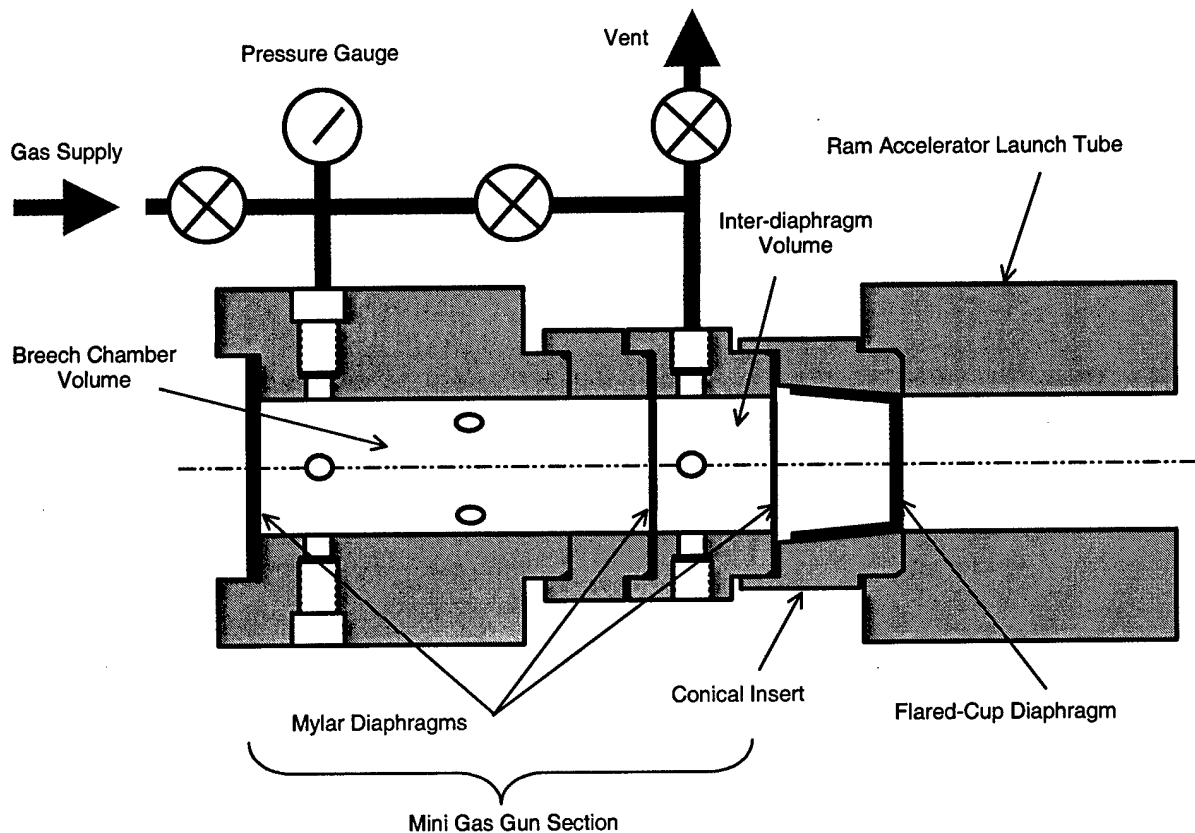 Vent
Pressure Gauge
Gas Supply
Ram Accelerator Launch Tube
Inter-diaphragm
Volume
Breech Chamber
Volume
Conical Insert
Mylar Diaphragms
Flared-Cup Diaphragm
Mini Gas Gun Section